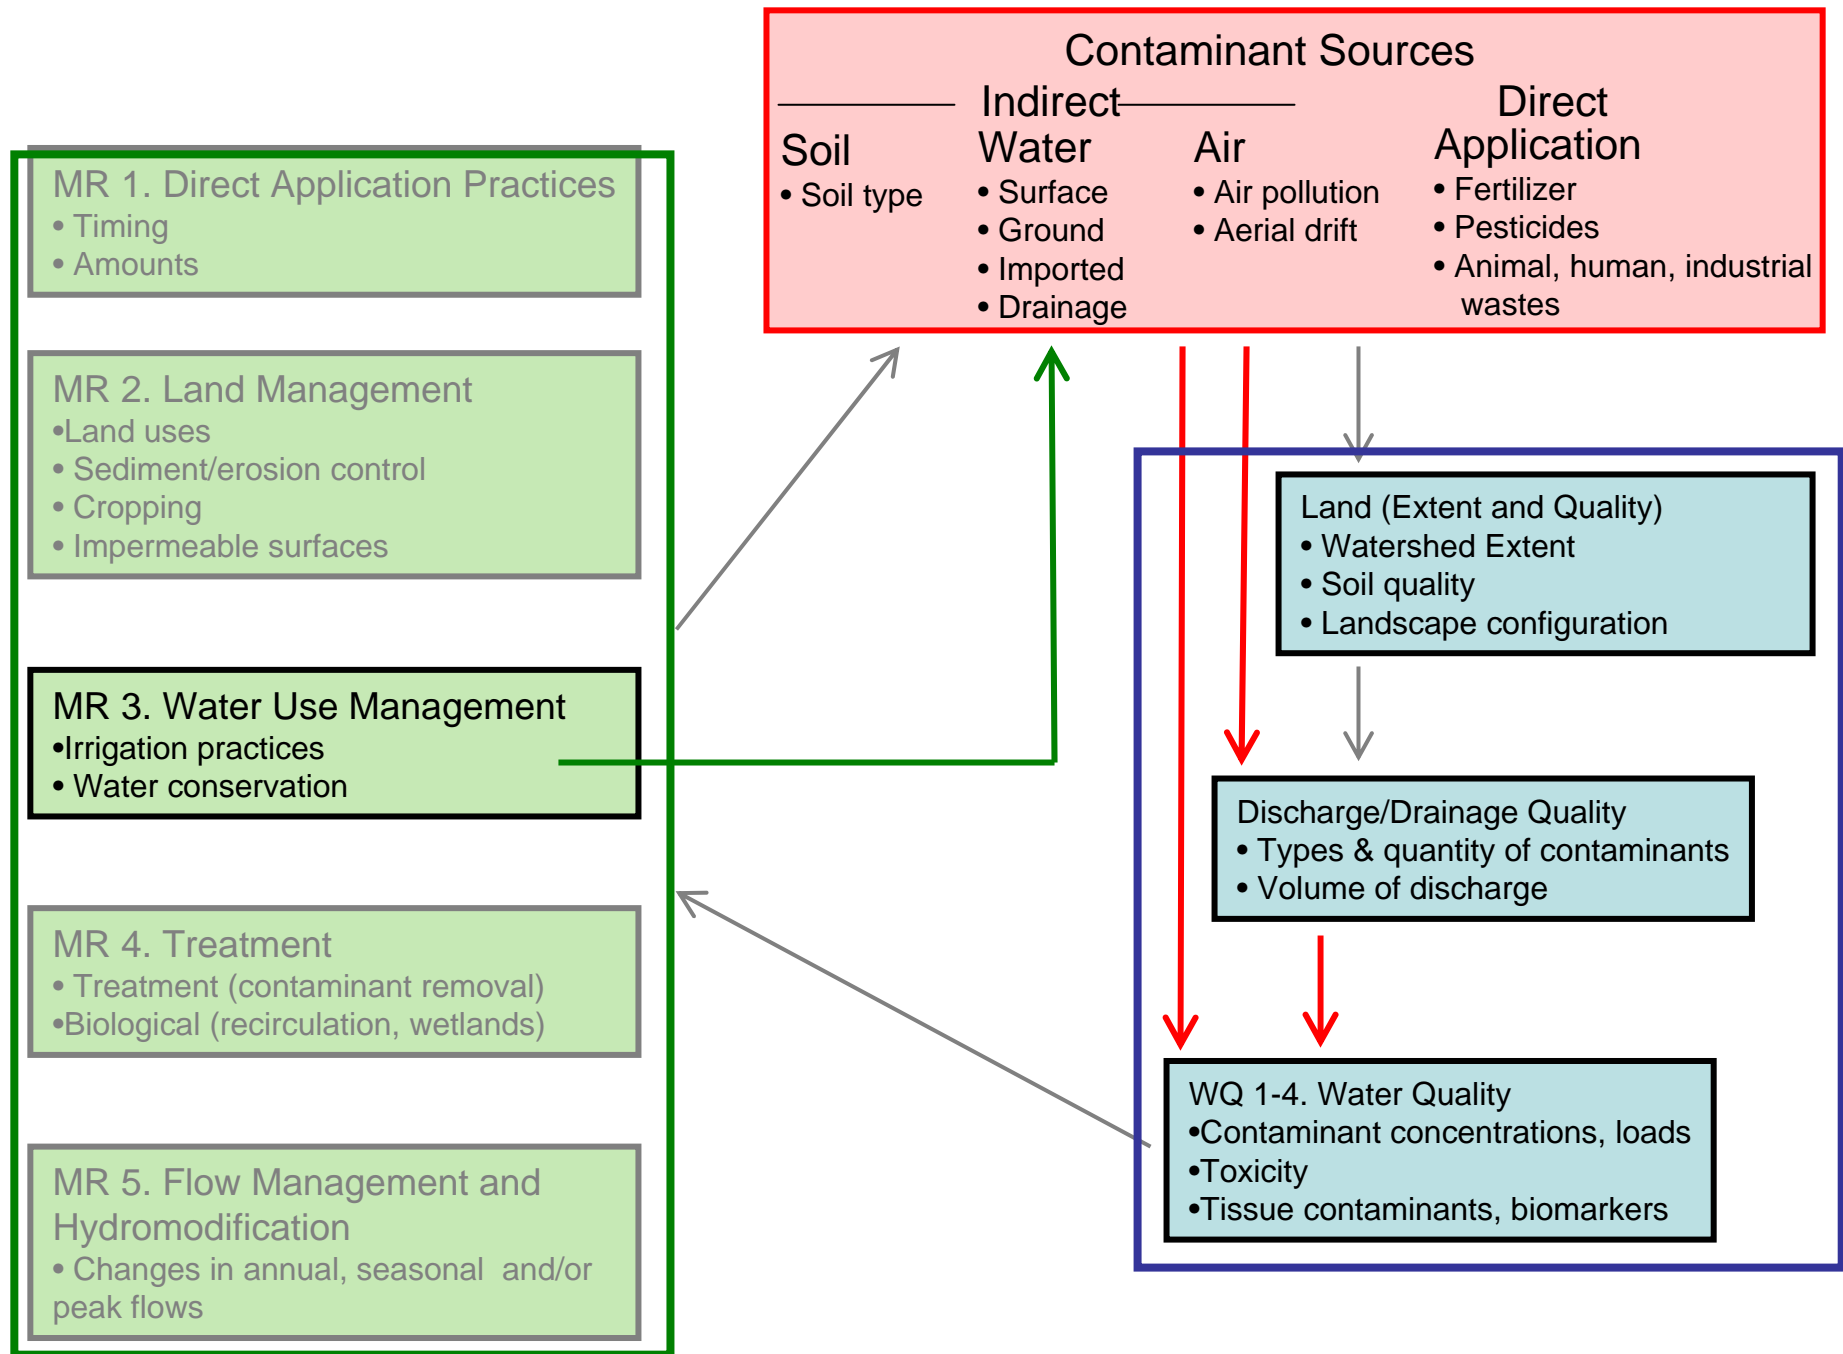 Contaminant Sources
Indirect
Direct
Soil
Water
Air
Application
• Soil type
• Surface
• Ground
• Imported
• Drainage
• Air pollution
• Aerial drift
• Fertilizer
• Pesticides
• Animal, human, industrial
wastes
MR 1. Direct Application Practices
• Timing
• Amounts
MR 2. Land Management
•Land uses
• Sediment/erosion control
• Cropping
• Impermeable surfaces
MR 3. Water Use Management
•Irrigation practices
• Water conservation
MR 4. Treatment
• Treatment (contaminant removal)
•Biological (recirculation, wetlands)
MR 5. Flow Management and
Hydromodification
• Changes in annual, seasonal and/or
peak flows
Land (Extent and Quality)
• Watershed Extent
• Soil quality
• Landscape configuration
Discharge/Drainage Quality
• Types & quantity of contaminants
• Volume of discharge
WQ 1-4. Water Quality
•Contaminant concentrations, loads
•Toxicity
•Tissue contaminants, biomarkers